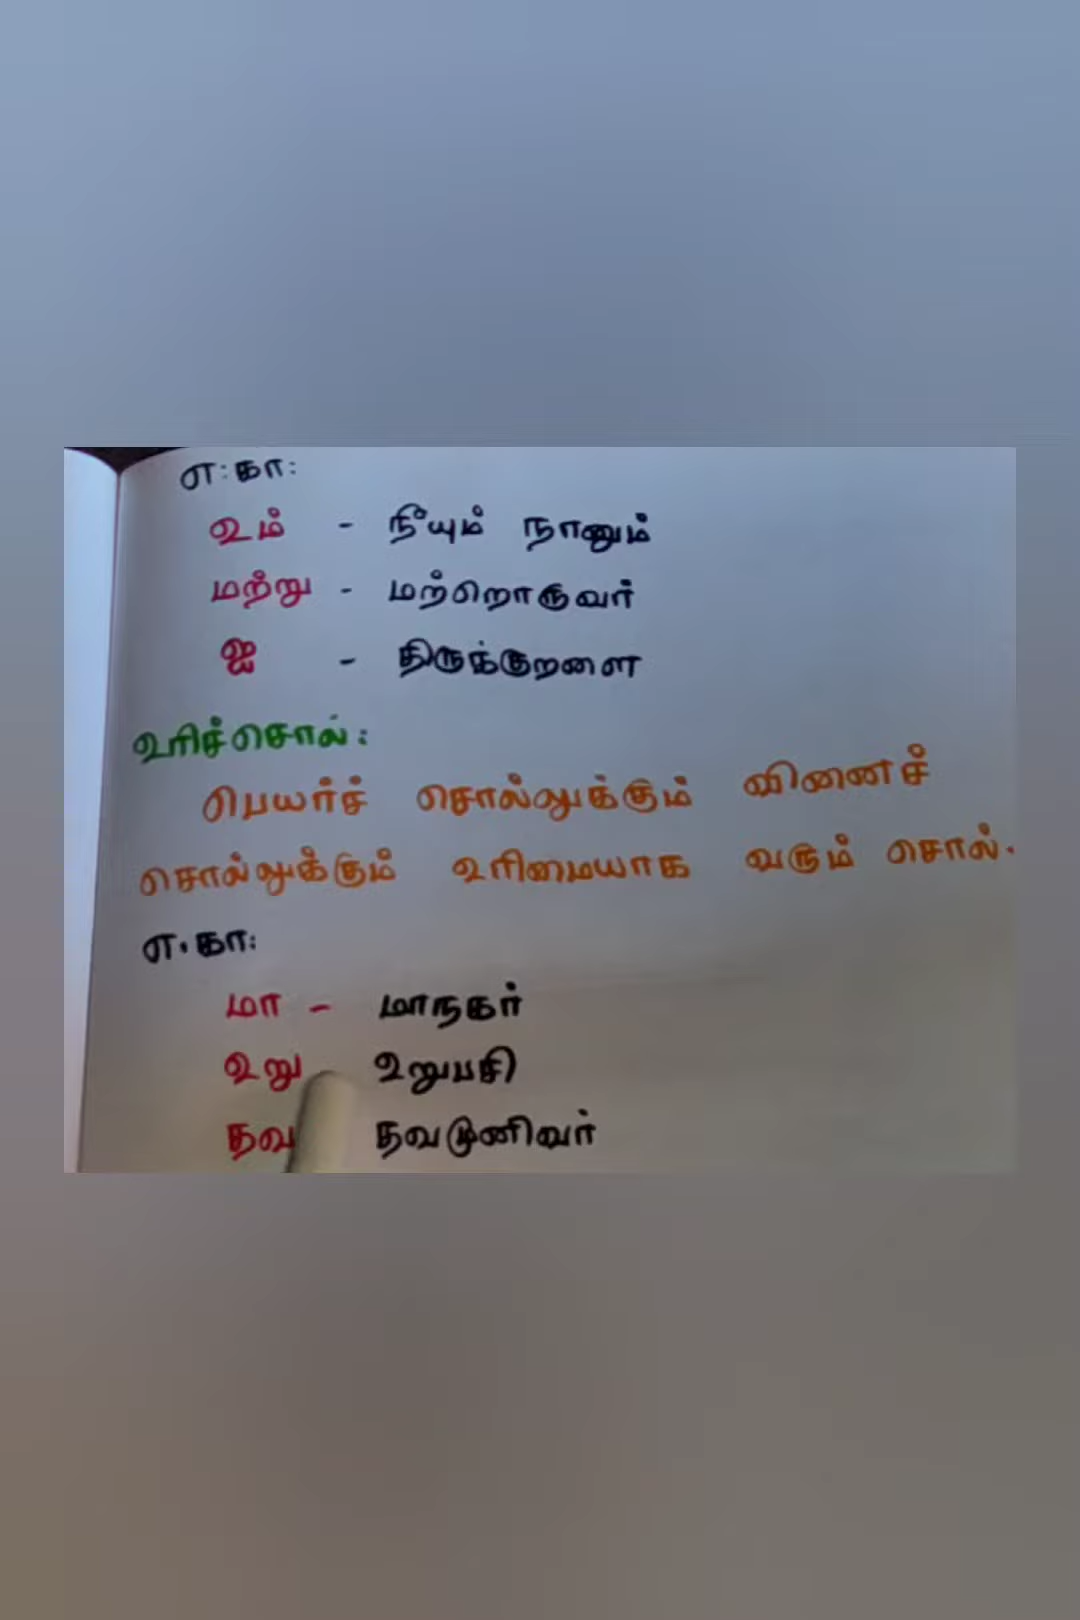 எ:கா:
உம் - நீயும் நானும்
மற்று - மற்றொருவர்
ஐ - திருக்குறளை
உரிச்சொல்:
பெயர்ச் சொல்லுக்கும் வினைச்
சொல்லுக்கும் உரிமையாக வரும் சொல்.
எ.கா:
மா - மாநகர்
உறு உறுபசி
தவ தவமுனிவர்